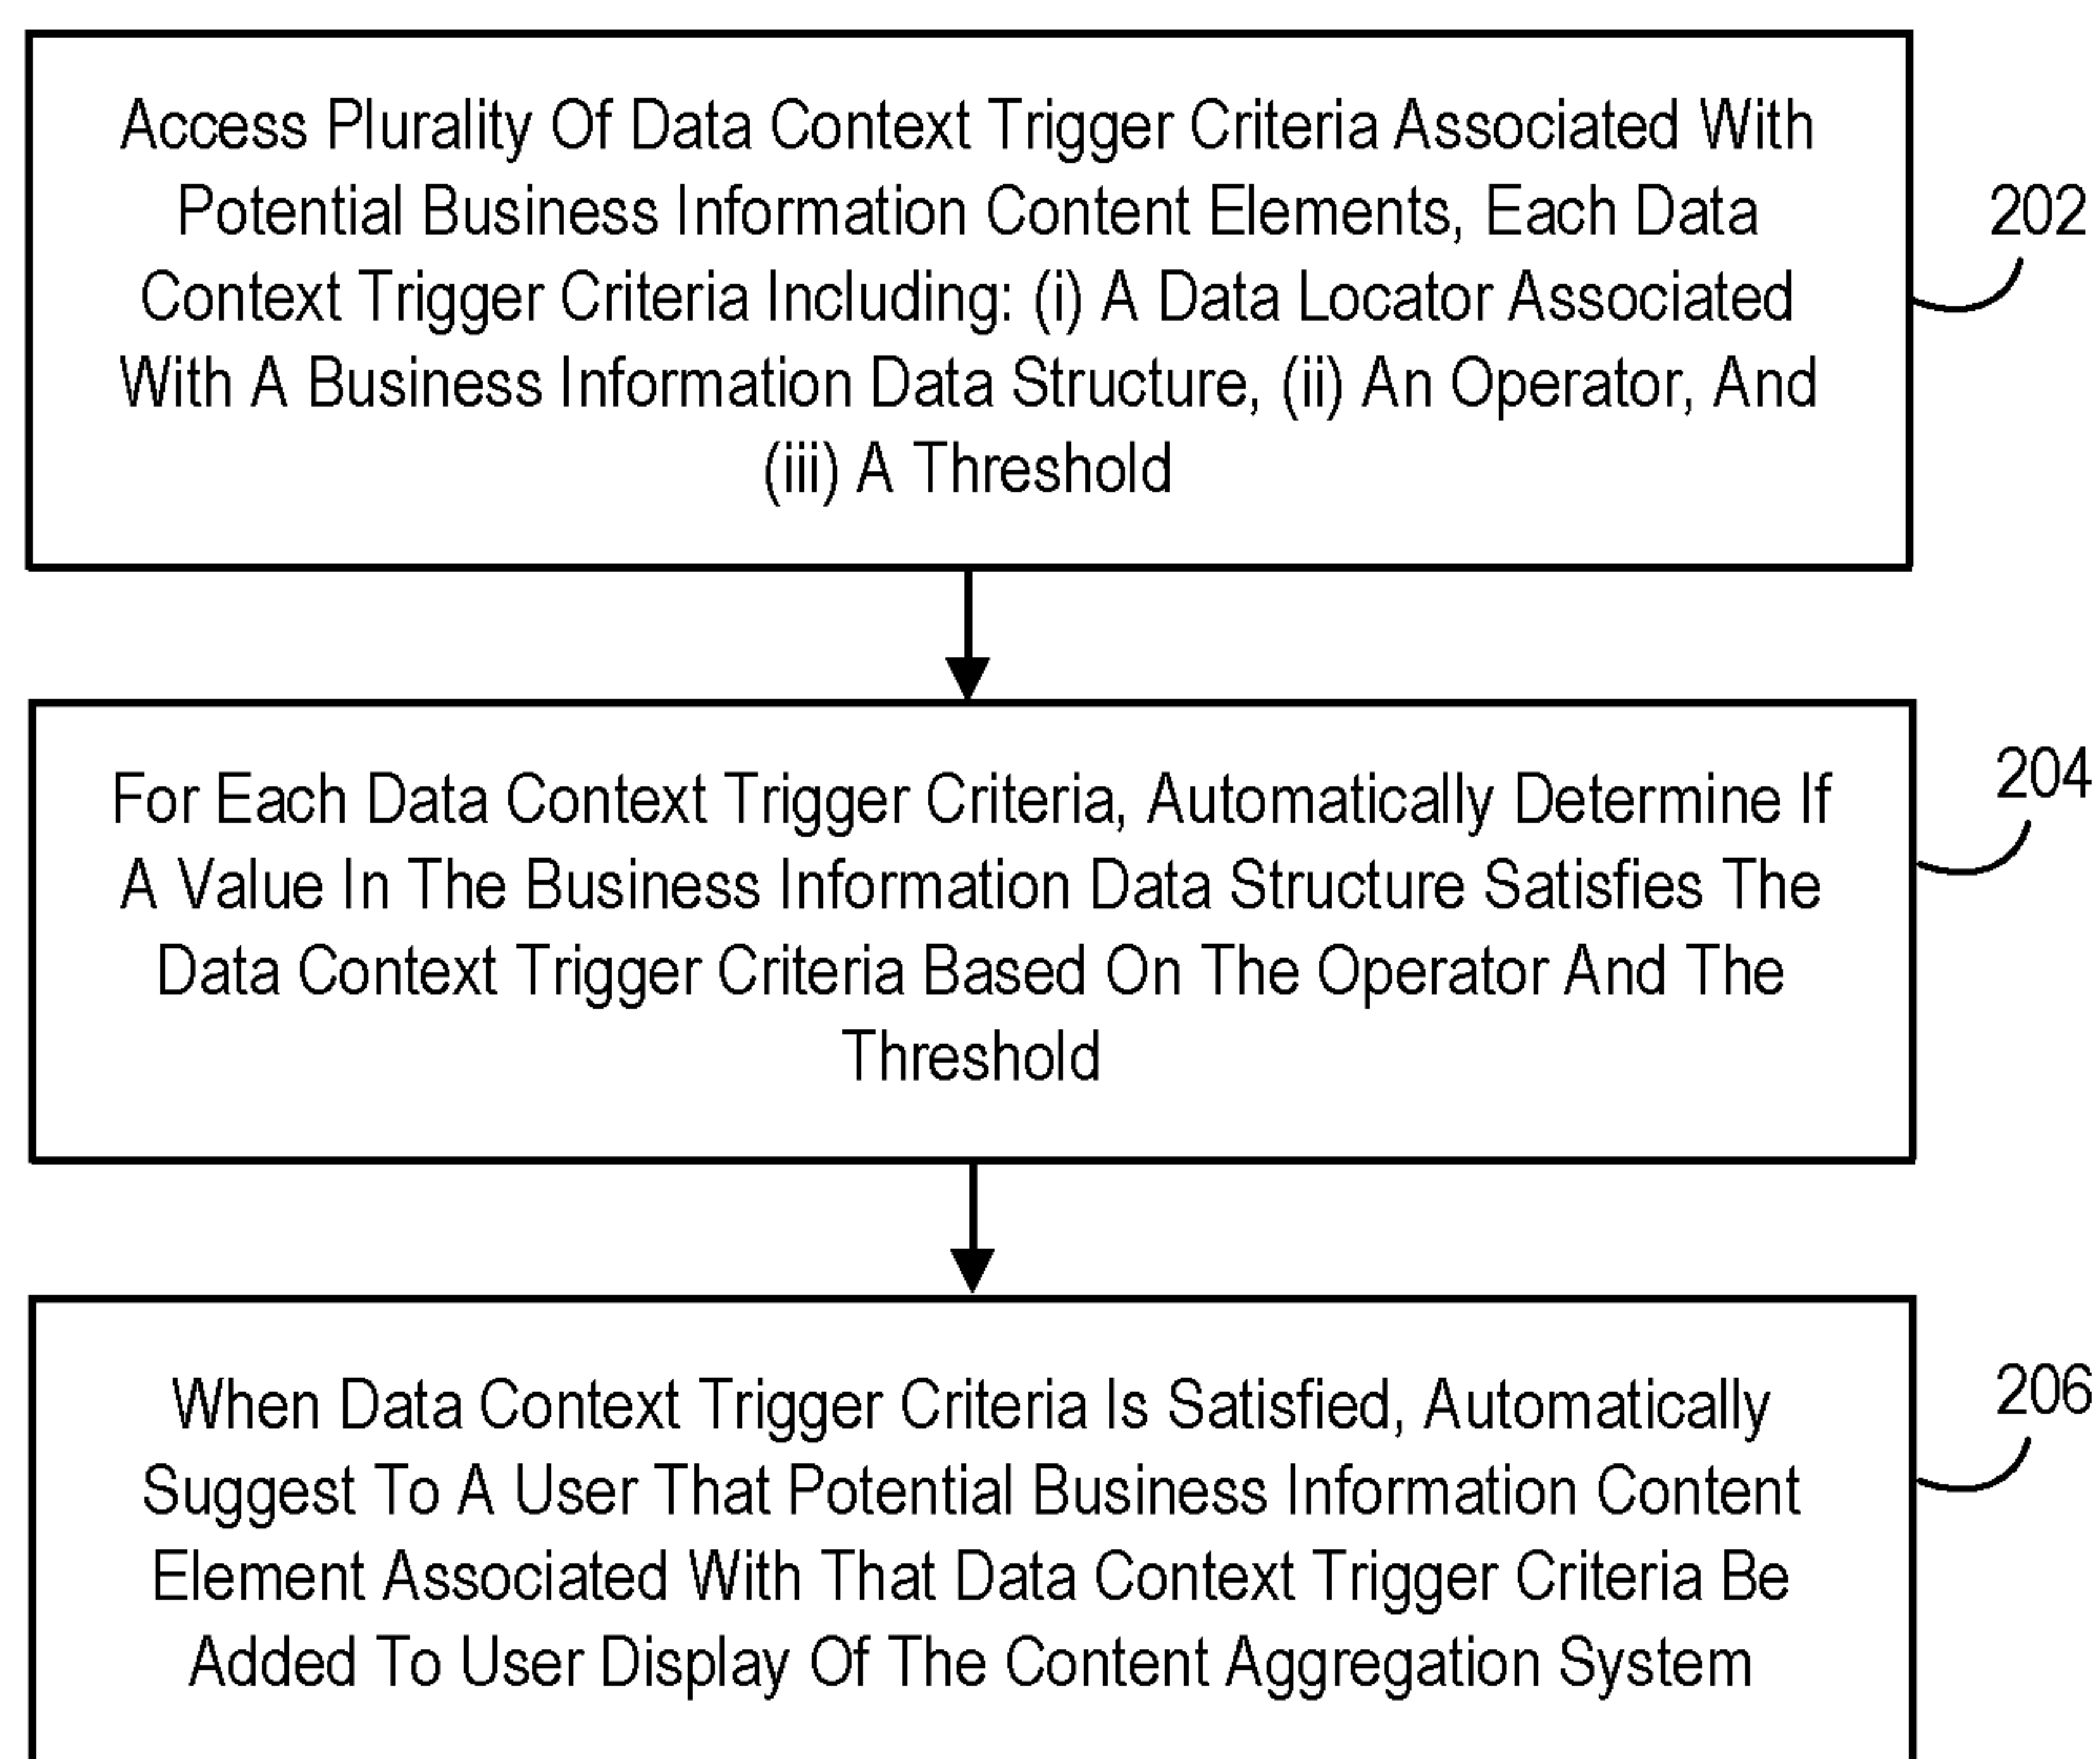 Access Plurality Of Data Context Trigger Criteria Associated With
Potential Business Information Content Elements, Each Data
Context Trigger Criteria Including: (i) A Data Locator Associated
With A Business Information Data Structure, (ii) An Operator, And
(iii) A Threshold
202
For Each Data Context Trigger Criteria, Automatically Determine If
A Value In The Business Information Data Structure Satisfies The
Data Context Trigger Criteria Based On The Operator And The
Threshold
204
When Data Context Trigger Criteria Is Satisfied, Automatically
Suggest To A User That Potential Business Information Content
Element Associated With That Data Context Trigger Criteria Be
Added To User Display Of The Content Aggregation System
206